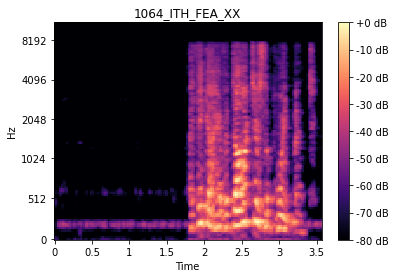 1064_ITH_FEA_XX
+0 dB
8192
-10 dB
4096
-20 dB
-30 dB
2048
Hz
-40 dB
1024
-50 dB
512
-60 dB
-70 dB
0
-80 dB
0 0.5 1 1.5 2 2.5 3 3.5
Time